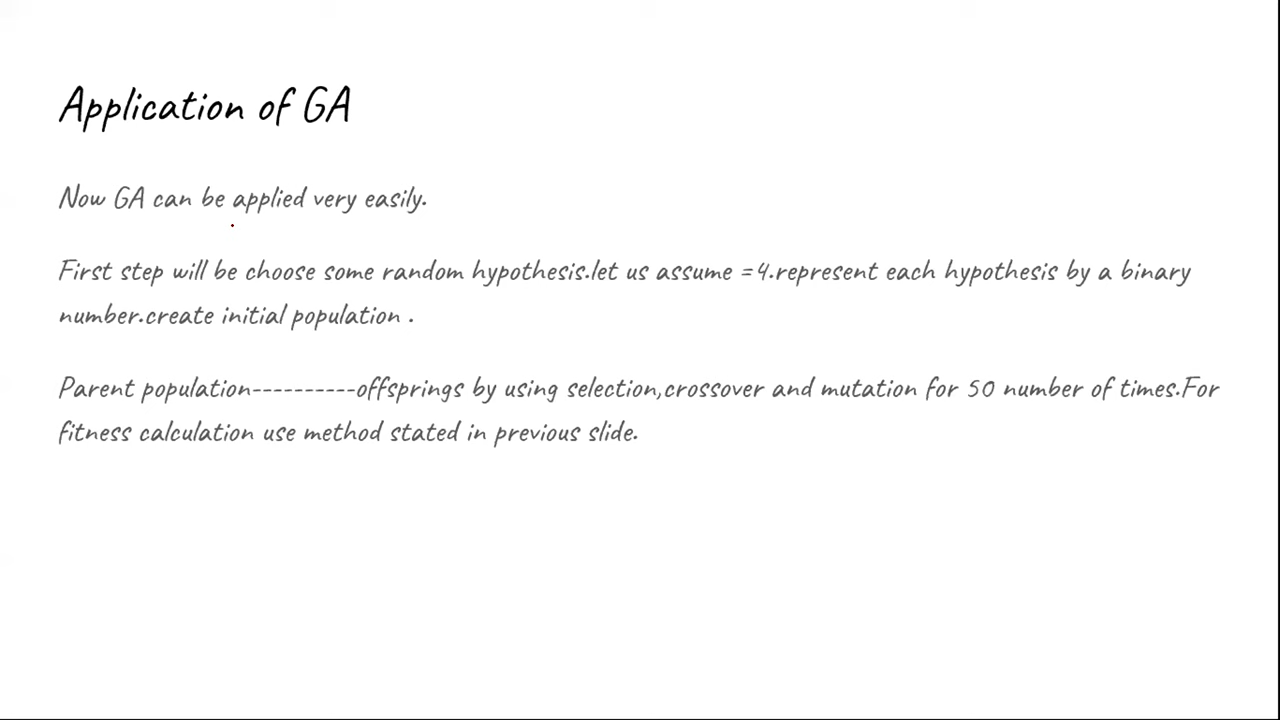 Application of GA
Now GA can be applied very easily.
First step will be choose some random hypothesis.let us assume =4.represent each hypothesis by a binary
number.create initial population .
Parent population----------offsprings by using selection,crossover and mutation for 50 number of times.For
fitness calculation use method stated in previous slide.